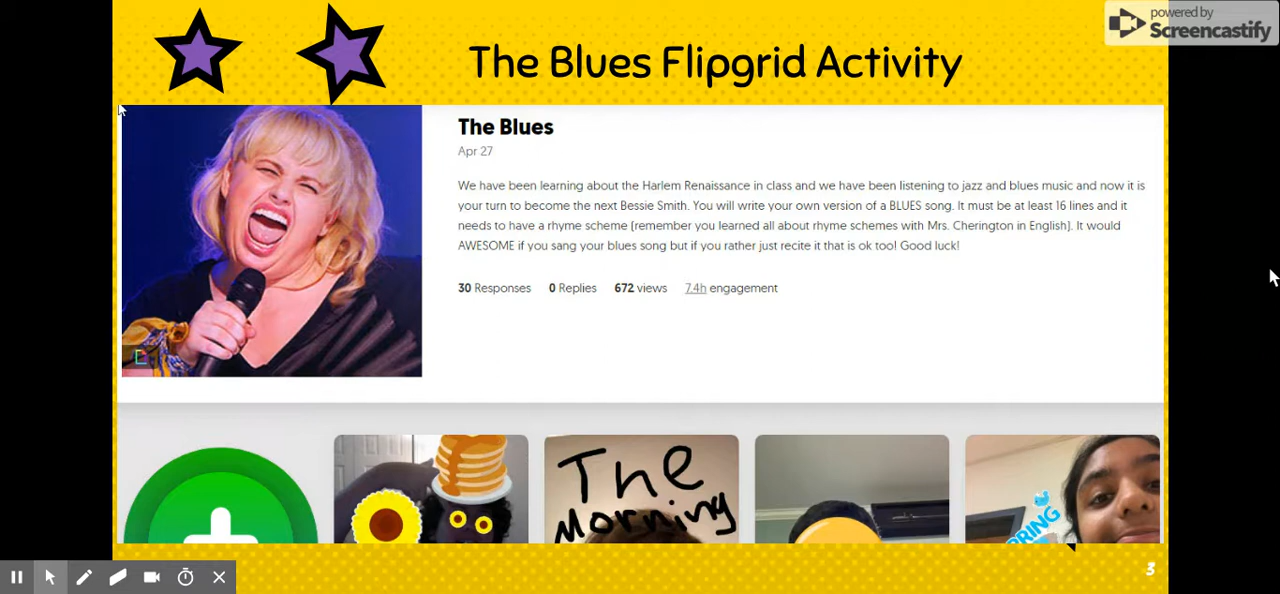 powered by
Screencastify
The Blues Flipgrid Activity
The Blues
Apr 27
We have been learning about the Harlem Renaissance in class and we have been listening to jazz and blues music and now it is
your turn to become the next Bessie Smith. You will write your own version of a BLUES song. It must be at least 16 lines and it
needs to have a rhyme scheme (remember you learned all about rhyme schemes with Mrs. Cherington in English). It would
AWESOME if you sang your blues song but if you rather just recite it that is ok too! Good luck!
30 Responses 0 Replies 672 views 7.4h engagement
The
Morning
RING
3